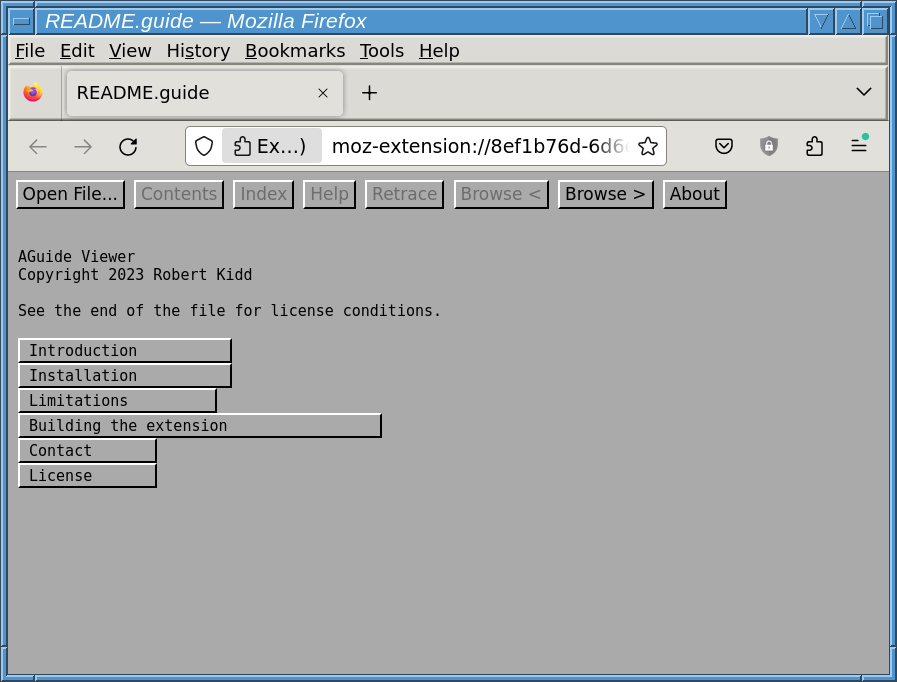 README.guide — Mozilla Firefox
File Edit View History Bookmarks Tools Help
README.guide
Ex...) moz-extension://8ef1b76d-6d6
Open File... Contents Index Help Retrace Browse < Browse > About
AGuide Viewer
Copyright 2023 Robert Kidd
See the end of the file for license conditions.
Introduction
Installation
Limitations
Building the extension
Contact
License